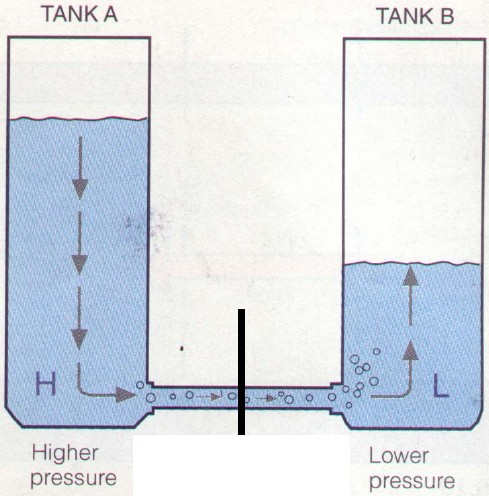 TANK A
TANK B
H
L
Higher
pressure
Lower
pressure